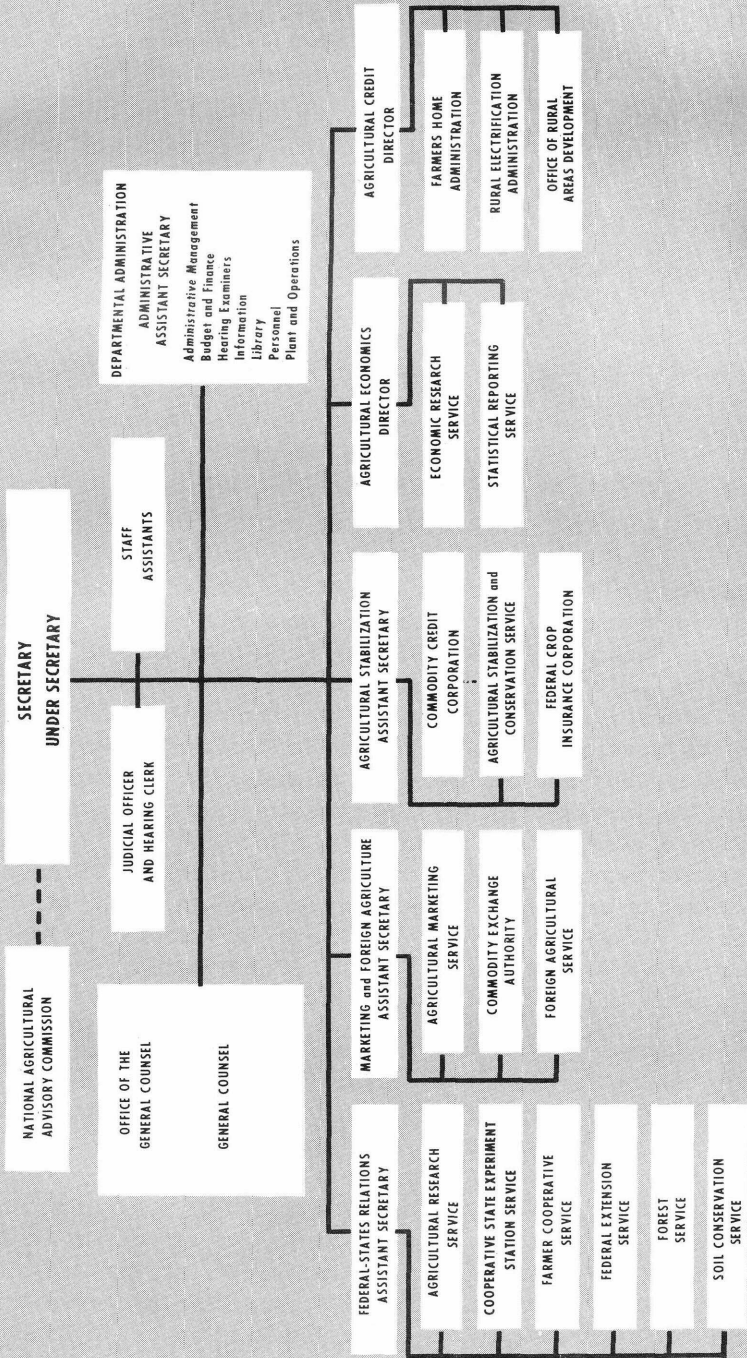 SECRETARY
UNDER SECRETARY
NATIONAL AGRICULTURAL
ADVISORY COMMISSION
JUDICIAL OFFICER
AND HEARING CLERK
STAFF
ASSISTANTS
OFFICE OF THE
GENERAL COUNSEL
GENERAL COUNSEL
DEPARTMENTAL ADMINISTRATION
ADMINISTRATIVE
ASSISTANT SECRETARY
Administrative Management
Budget and Finance
Hearing Examiners
Information
Library
Personnel
Plant and Operations
FEDERAL-STATES RELATIONS
ASSISTANT SECRETARY
AGRICULTURAL RESEARCH
SERVICE
COOPERATIVE STATE EXPERIMENT
STATION SERVICE
FARMER COOPERATIVE
SERVICE
FEDERAL EXTENSION
SERVICE
FOREST
SERVICE
SOIL CONSERVATION
SERVICE
MARKETING and FOREIGN AGRICULTURE
ASSISTANT SECRETARY
AGRICULTURAL MARKETING
SERVICE
COMMODITY EXCHANGE
AUTHORITY
FOREIGN AGRICULTURAL
SERVICE
AGRICULTURAL STABILIZATION
ASSISTANT SECRETARY
COMMODITY CREDIT
CORPORATION
AGRICULTURAL STABILIZATION and
CONSERVATION SERVICE
FEDERAL CROP
INSURANCE CORPORATION
AGRICULTURAL ECONOMICS
DIRECTOR
ECONOMIC RESEARCH
SERVICE
STATISTICAL REPORTING
SERVICE
AGRICULTURAL CREDIT
DIRECTOR
FARMERS HOME
ADMINISTRATION
RURAL ELECTRIFICATION
ADMINISTRATION
OFFICE OF RURAL
AREAS DEVELOPMENT